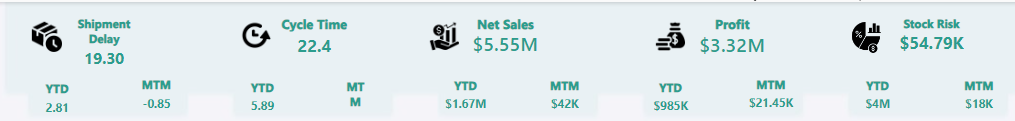 Shipment
Delay
19.30
YTD
MTM
2.81
-0.85
Cycle Time
22.4
YTD
MT
M
5.89
Net Sales
$5.55M
YTD
MTM
$1.67M
$42K
Profit
$3.32M
YTD
MTM
$985K
$21.45K
Stock Risk
$54.79K
YTD
MTM
$4M
$18K